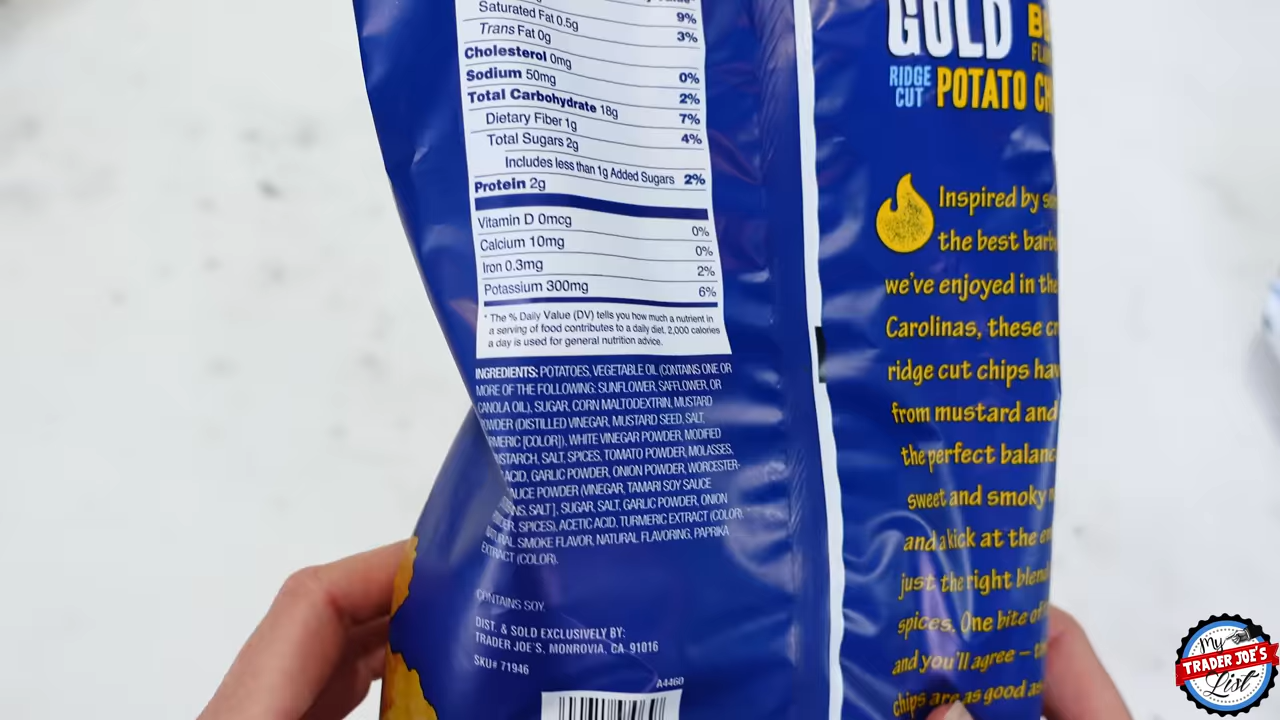 Saturated Fat 0.5g 9%
Trans Fat 0g 3%
Cholesterol 0mg
Sodium 50mg 0%
Total Carbohydrate 18g 2%
Dietary Fiber 1g 7%
Total Sugars 2g 4%
Includes less than 1g Added Sugars 2%
Protein 2g
Vitamin D 0mcg 0%
Calcium 10mg 0%
Iron 0.3mg 2%
Potassium 300mg 6%
* The % Daily Value (DV) tells you how much a nutrient in
a serving of food contributes to a daily diet. 2,000 calories
a day is used for general nutrition advice.
INGREDIENTS: POTATOES, VEGETABLE OIL (CONTAINS ONE OR
MORE OF THE FOLLOWING: SUNFLOWER, SAFFLOWER, OR
CANOLA OIL), SUGAR, CORN MALTODEXTRIN, MUSTARD
(DISTILLED VINEGAR, MUSTARD SEED, SALT,
[COLOR]), WHITE VINEGAR POWDER, MODIFIED
STARCH, SALT, SPICES, TOMATO POWDER, MOLASSES,
ACID, GARLIC POWDER, ONION POWDER, WORCESTER-
POWDER (VINEGAR, TAMARI SOY SAUCE
SALT], SUGAR, SALT, GARLIC POWDER, ONION
SPICES), ACETIC ACID, TURMERIC EXTRACT (COLOR),
SMOKE FLAVOR, NATURAL FLAVORING, PAPRIKA
EXTRACT (COLOR).
CONTAINS SOY.
DIST. & SOLD EXCLUSIVELY BY:
TRADER JOE'S, MONROVIA, CA 91016
SKU# 71946
A4460
GOLD
RIDGE CUT POTATO
Inspired by
the best
we've enjoyed in the
Carolinas, these
ridge cut chips
from mustard and
the perfect
sweet and smoky
and a kick at the
just the right blend
spices. One bite of
and you'll agree –
chips are as good as
My
TRADER JOE'S
List